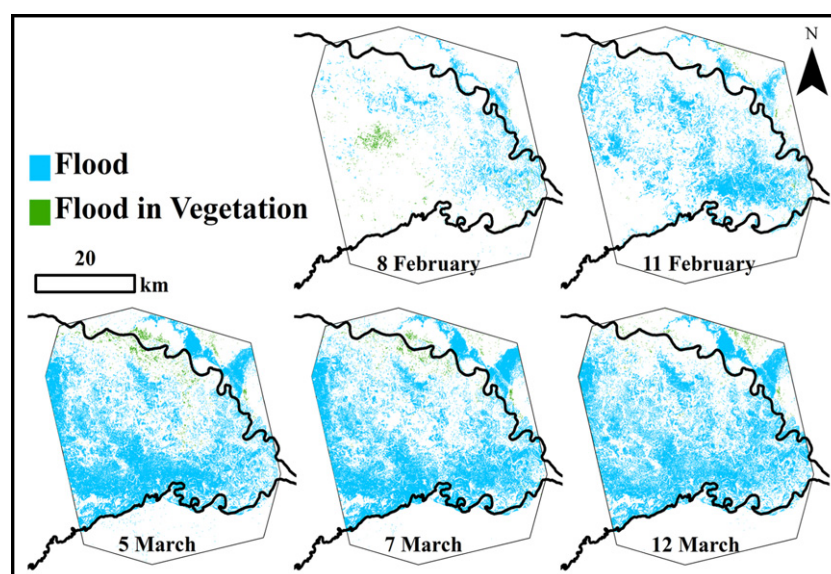 N
Flood
Flood in Vegetation
20
km
8 February
11 February
5 March
7 March
12 March